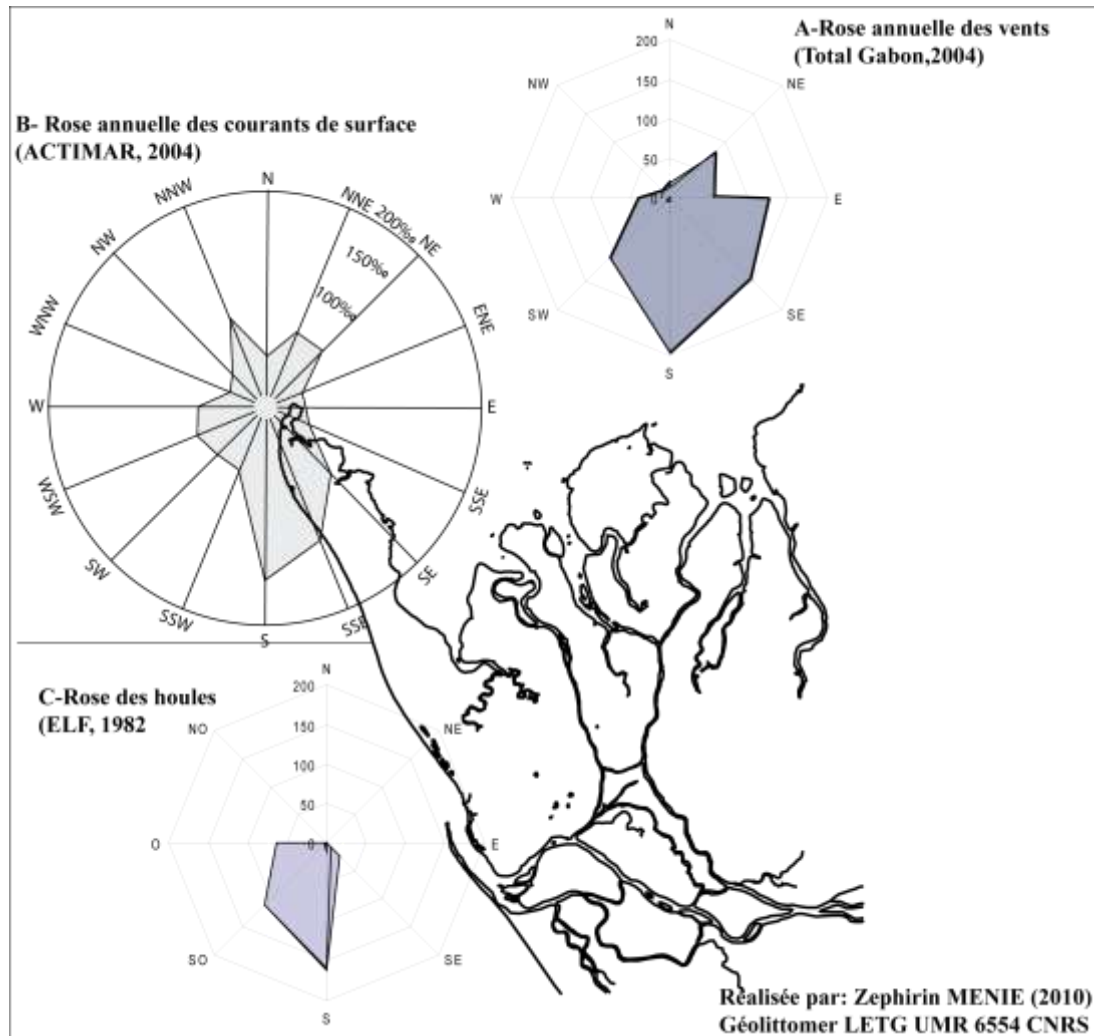 A-Rose annuelle des vents
(Total Gabon,2004)
N
200
150
100
50
0
NW
NE
W
E
SW
SE
S
B- Rose annuelle des courants de surface
(ACTIMAR, 2004)
N
NNW
NNE
200‰
NE
NW
150‰
100‰
WNW
ENE
W
E
WSW
SSE
SW
SE
SSW
SSE
S
C-Rose des houles
(ELF, 1982
N
200
150
100
50
0
NO
NE
O
E
SO
SE
S
Réalisée par: Zephirin MENIE (2010)
Géolittomer LETG UMR 6554 CNRS